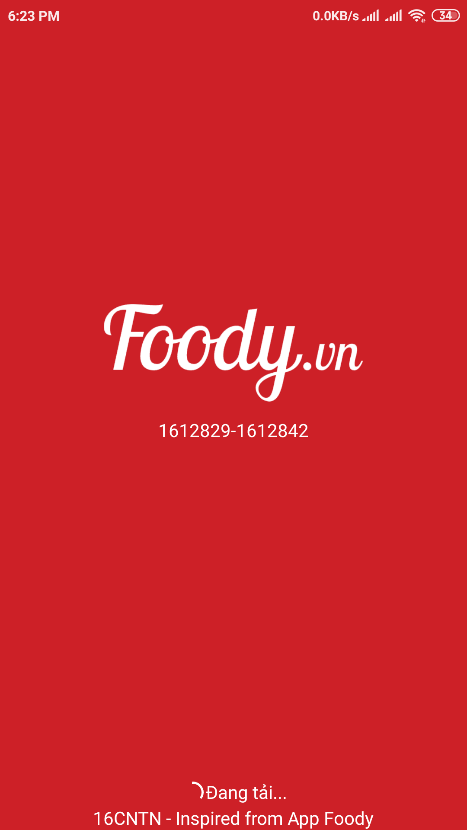 6:23 PM 0.0KB/s 34
Foody.vn
1612829-1612842
Đang tải...
16CNTN - Inspired from App Foody